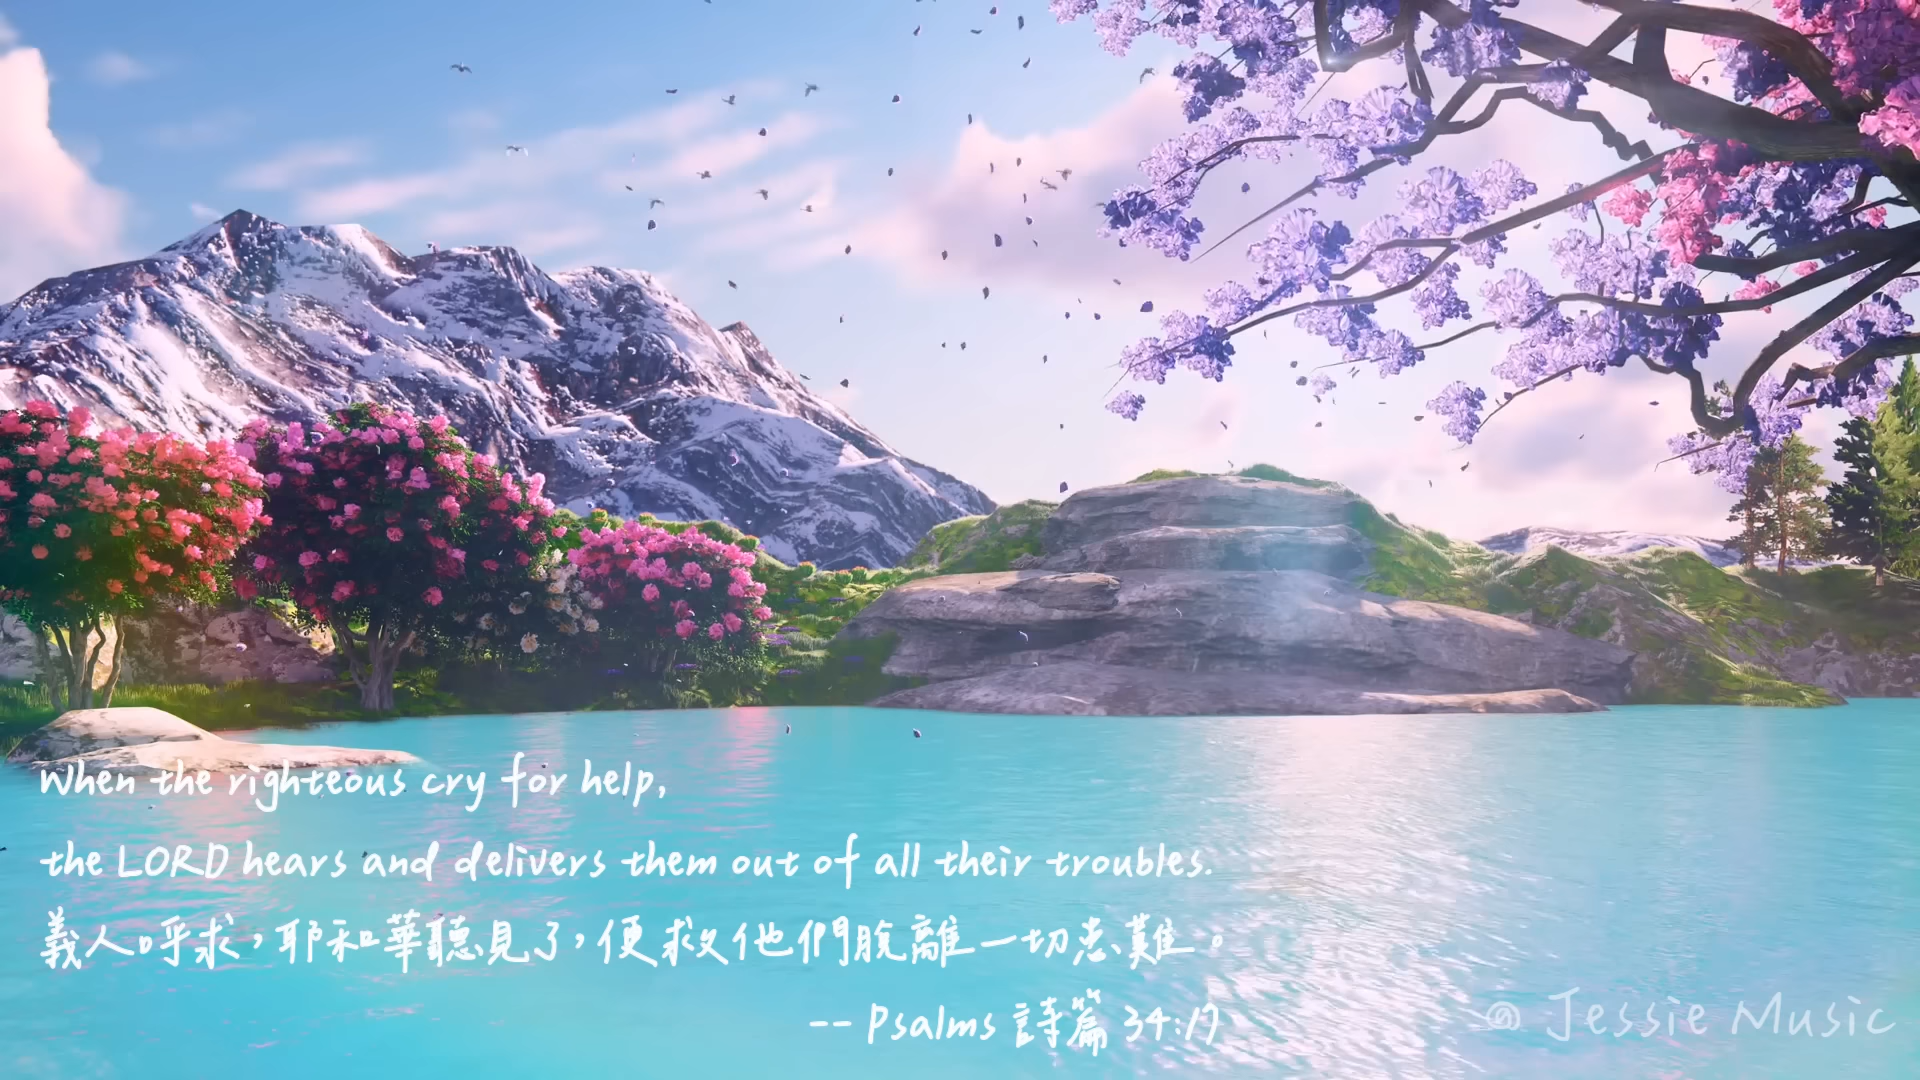 When the righteous cry for help,
the LORD hears and delivers them out of all their troubles.
義人呼求，耶和華聽見了，便救他們脫離一切患難。
-- Psalms 詩篇 34:17
@ Jessie Music